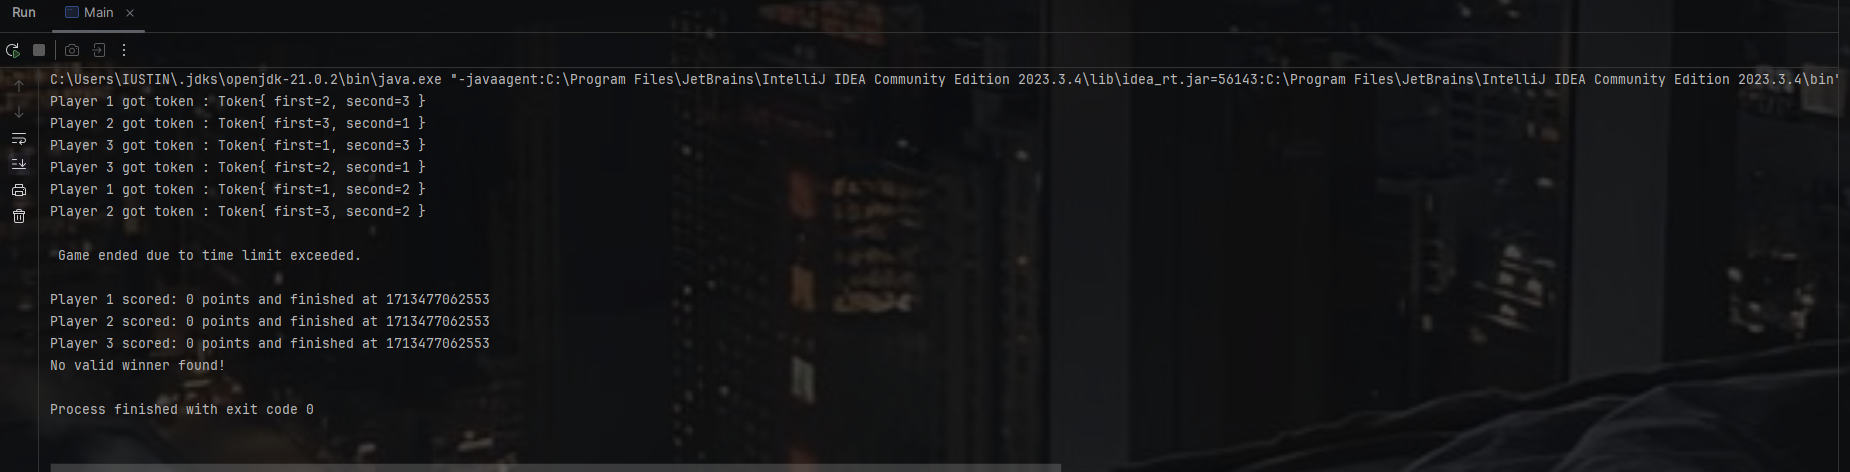 Run Main
C:\Users\IUSTIN\.jdks\openjdk-21.0.2\bin\java.exe "-javaagent:C:\Program Files\JetBrains\IntelliJ IDEA Community Edition 2023.3.4\lib\idea_rt.jar=56143:C:\Program Files\JetBrains\IntelliJ IDEA Community Edition 2023.3.4\bin"
Player 1 got token : Token{ first=2, second=3 }
Player 2 got token : Token{ first=3, second=1 }
Player 3 got token : Token{ first=1, second=3 }
Player 3 got token : Token{ first=2, second=1 }
Player 1 got token : Token{ first=1, second=2 }
Player 2 got token : Token{ first=3, second=2 }
Game ended due to time limit exceeded.
Player 1 scored: 0 points and finished at 1713477062553
Player 2 scored: 0 points and finished at 1713477062553
Player 3 scored: 0 points and finished at 1713477062553
No valid winner found!
Process finished with exit code 0